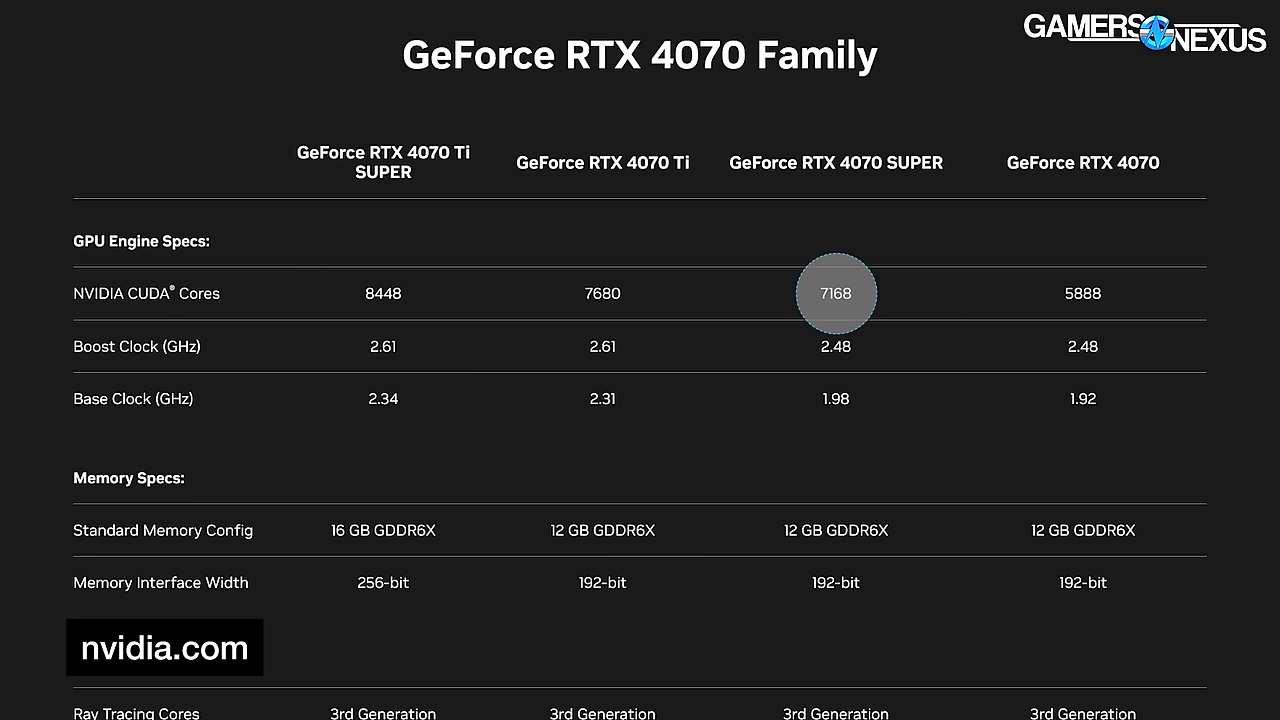 GAMERS NEXUS
GeForce RTX 4070 Family
GeForce RTX 4070 Ti
SUPER
GeForce RTX 4070 Ti
GeForce RTX 4070 SUPER
GeForce RTX 4070
GPU Engine Specs:
NVIDIA CUDA® Cores 8448 7680 7168 5888
Boost Clock (GHz) 2.61 2.61 2.48 2.48
Base Clock (GHz) 2.34 2.31 1.98 1.92
Memory Specs:
Standard Memory Config 16 GB GDDR6X 12 GB GDDR6X 12 GB GDDR6X 12 GB GDDR6X
Memory Interface Width 256-bit 192-bit 192-bit 192-bit
nvidia.com
Ray Tracing Cores 3rd Generation 3rd Generation 3rd Generation 3rd Generation